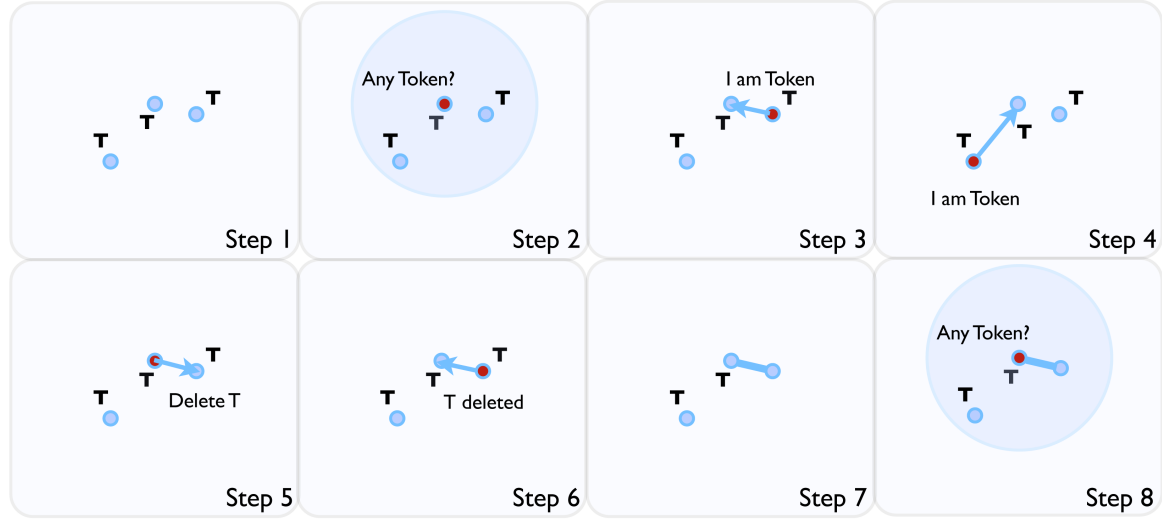 T
T
T
Step 1
Any Token?
T
T
T
Step 2
I am Token
T
T
T
Step 3
T
T
T
I am Token
Step 4
T
T
T
Delete T
Step 5
T
T
T
T deleted
Step 6
T
T
Step 7
Any Token?
T
T
Step 8